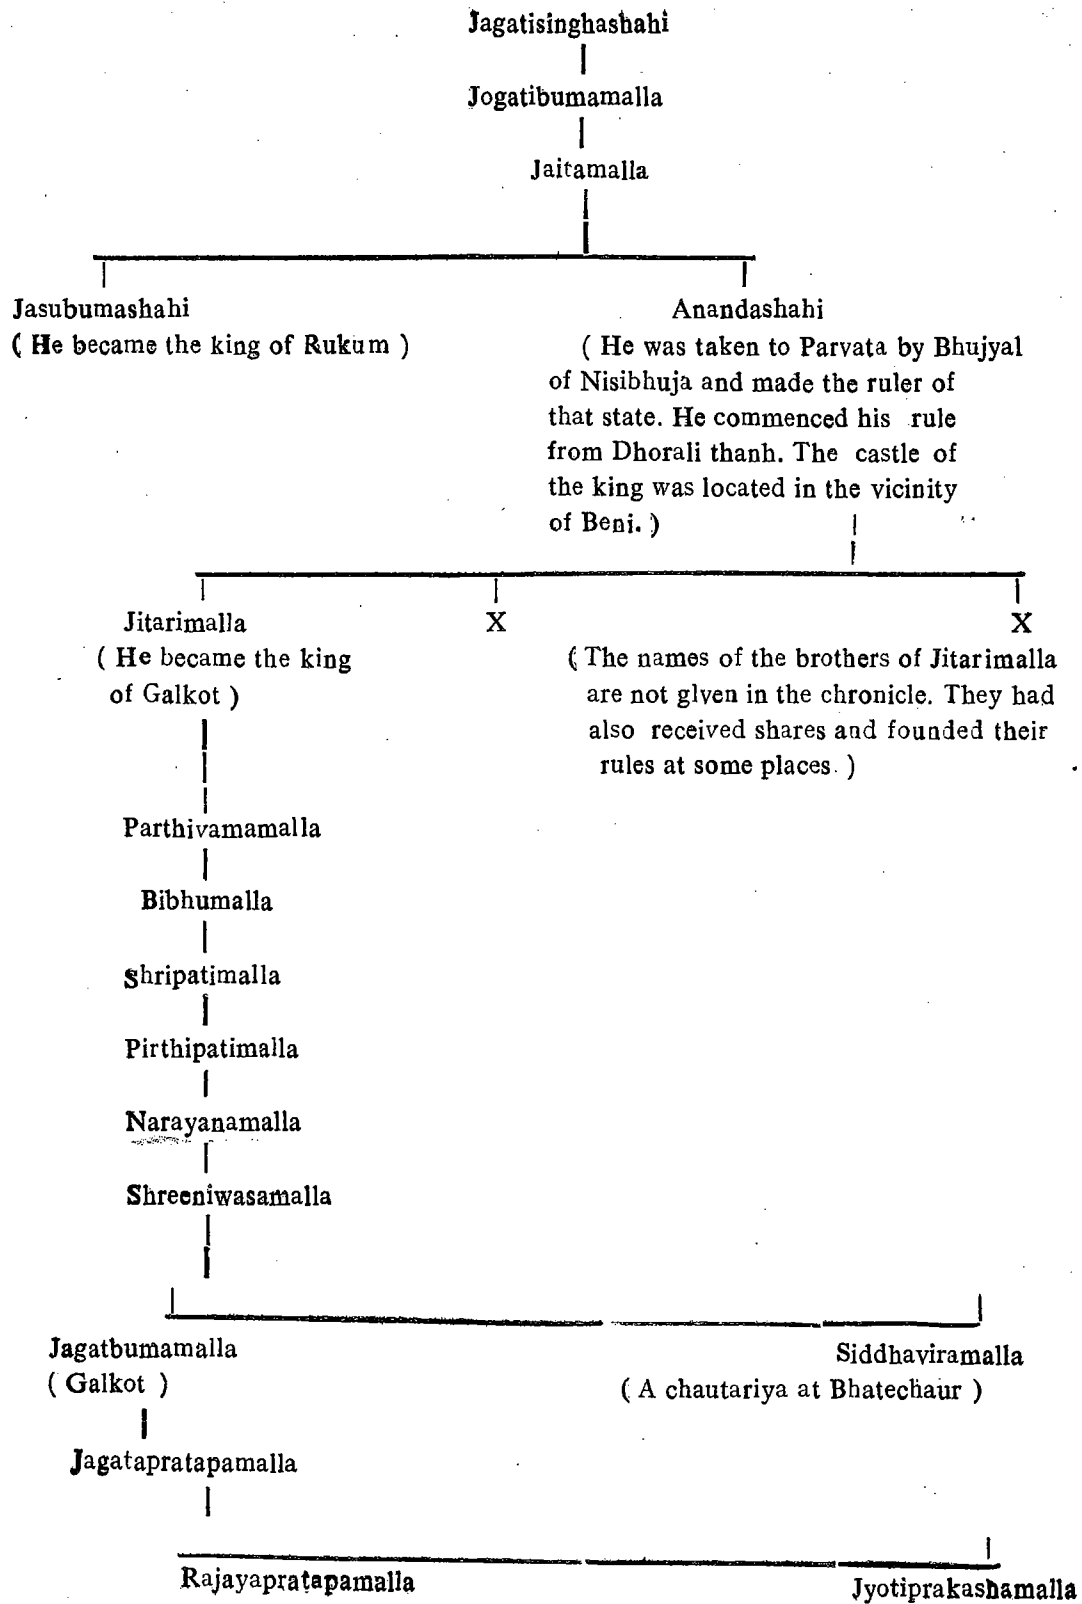 Jagatisinghashahi
Jogatibumamalla
Jaitamalla
Jasubumashahi
( He became the king of Rukum )
Anandashahi
( He was taken to Parvata by Bhujyal
of Nisibhuja and made the ruler of
that state. He commenced his rule
from Dhorali thanh. The castle of
the king was located in the vicinity
of Beni. )
Jitarimalla
( He became the king
of Galkot )
X
X
( The names of the brothers of Jitarimalla
are not glven in the chronicle. They had
also received shares and founded their
rules at some places. )
Parthivamamalla
Bibhumalla
Shripatimalla
Pirthipatimalla
Narayanamalla
Shreeniwasamalla
Jagatbumamalla
( Galkot )
Siddhaviramalla
( A chautariya at Bhatechaur )
Jagatapratapamalla
Rajayapratapamalla
Jyotiprakashamalla